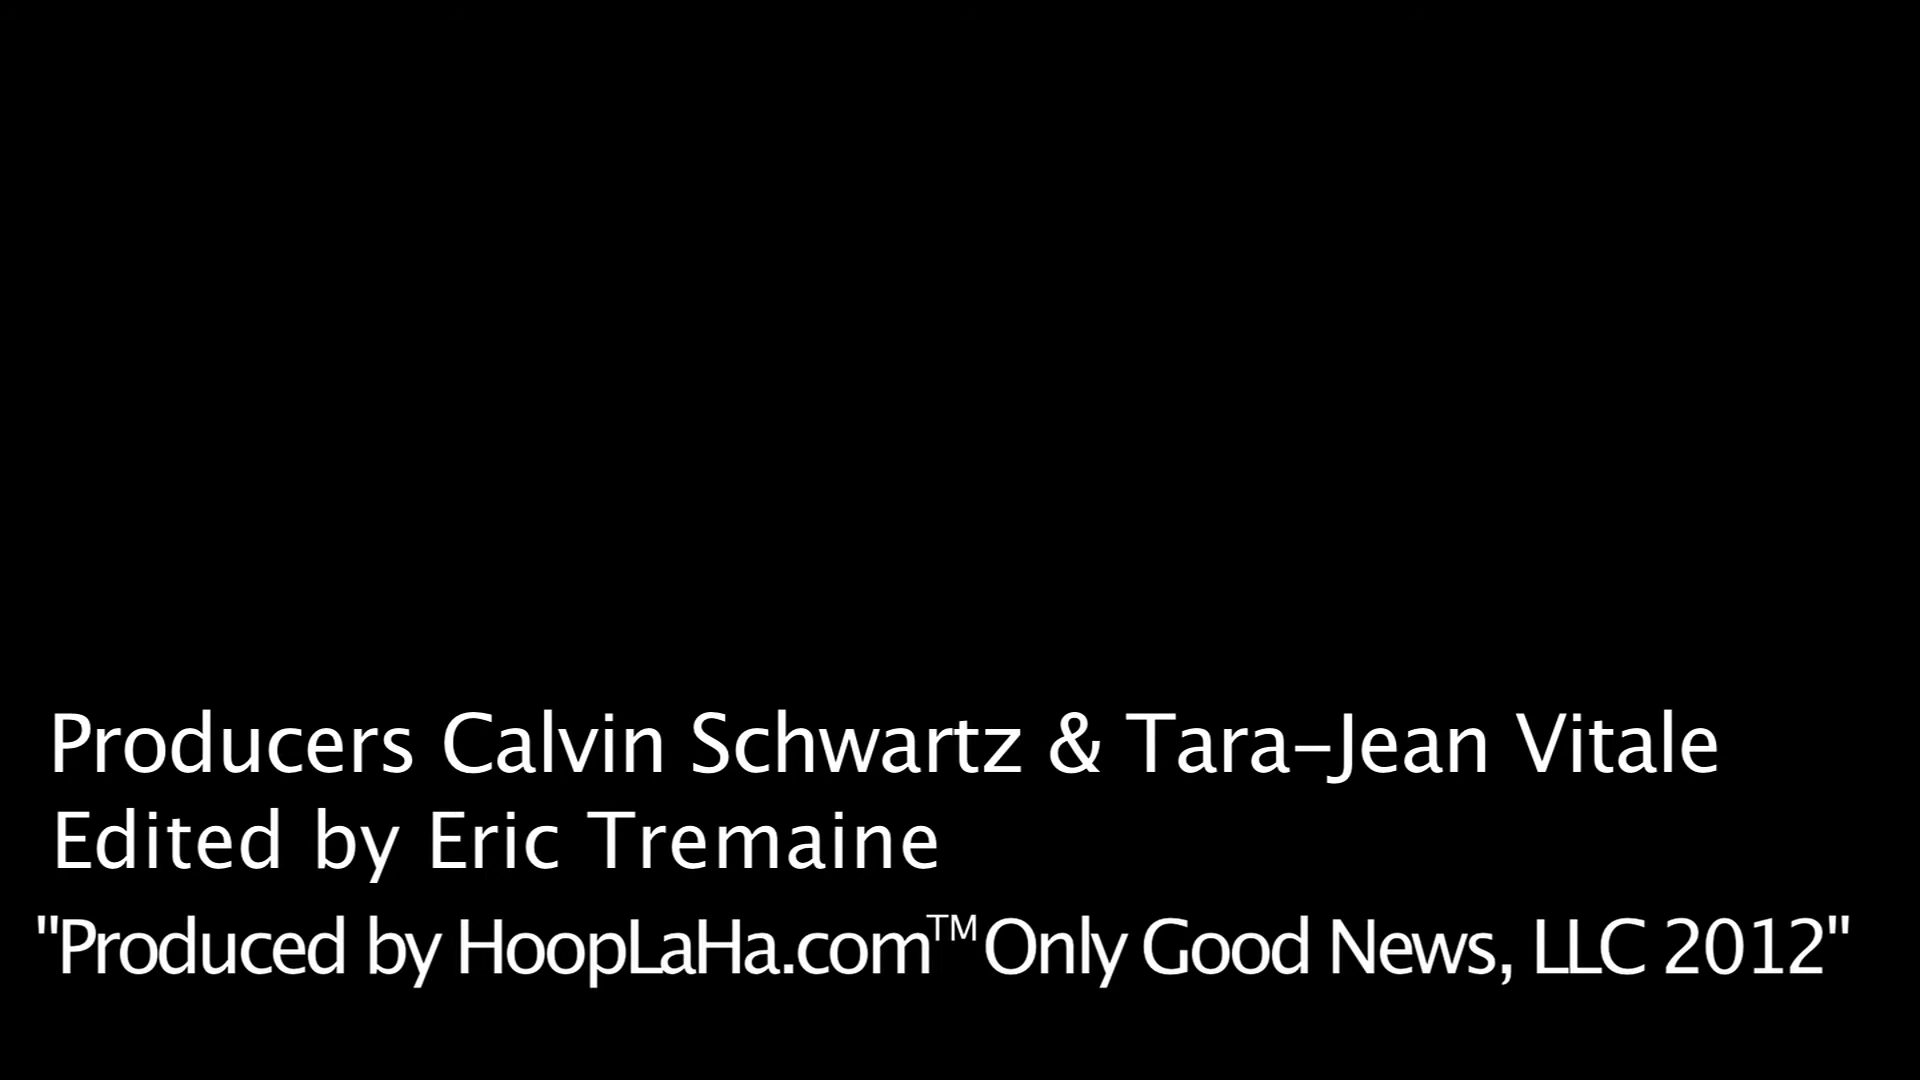 Producers Calvin Schwartz & Tara-Jean Vitale
Edited by Eric Tremaine
"Produced by HoopLaHa.com™ Only Good News, LLC 2012"